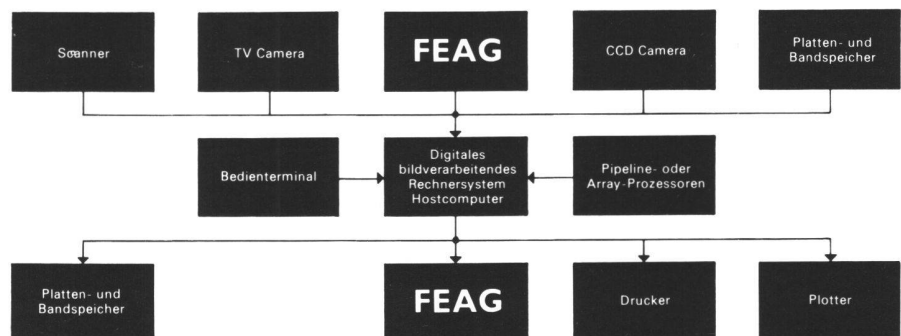 Scanner
TV Camera
FEAG
CCD Camera
Platten- und
Bandspeicher
Bedienterminal
Digitales
bildverarbeitendes
Rechnersystem
Hostcomputer
Pipeline- oder
Array-Prozessoren
Platten- und
Bandspeicher
FEAG
Drucker
Plotter